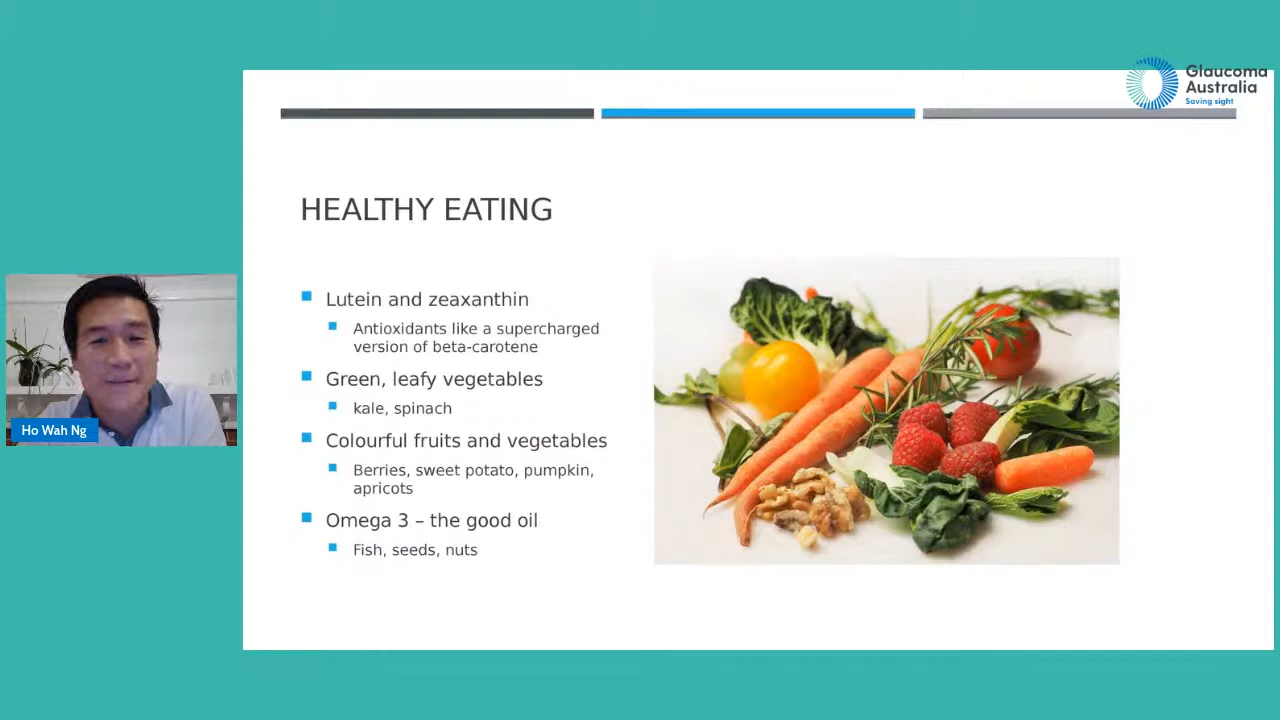 Glaucoma
Australia
Saving sight
HEALTHY EATING
Lutein and zeaxanthin
Antioxidants like a supercharged
version of beta-carotene
Green, leafy vegetables
kale, spinach
Colourful fruits and vegetables
Berries, sweet potato, pumpkin,
apricots
Omega 3 – the good oil
Fish, seeds, nuts
Ho Wah Ng